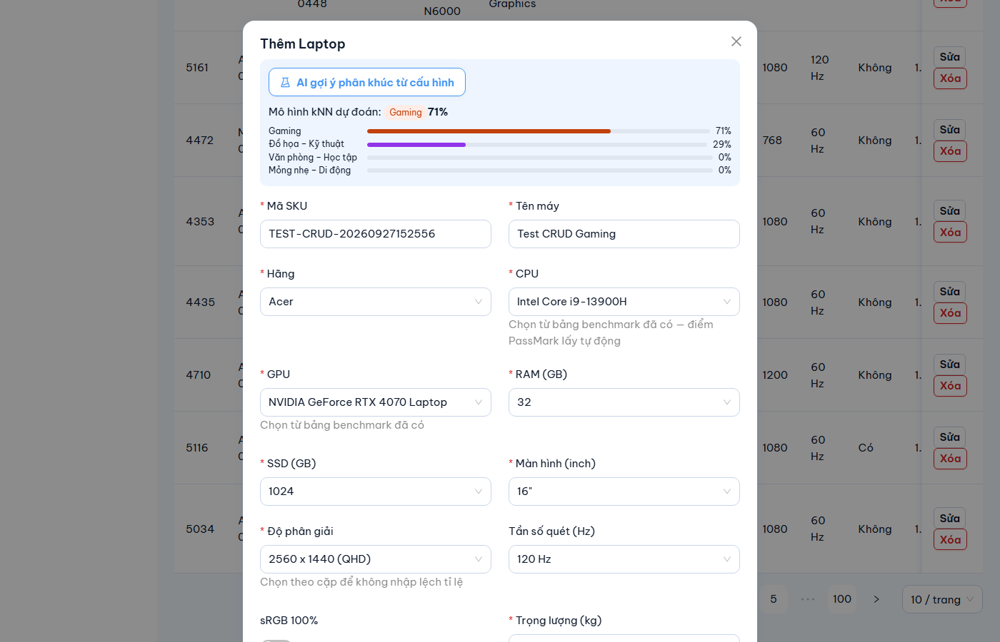 0448
N6000
Graphics
Thêm Laptop
AI gợi ý phân khúc từ cấu hình
Mô hình kNN dự đoán: Gaming 71%
Gaming 71%
Đồ họa – Kỹ thuật 29%
Văn phòng – Học tập 0%
Mỏng nhẹ – Di động 0%
* Mã SKU
TEST-CRUD-20260927152556
* Tên máy
Test CRUD Gaming
* Hãng
Acer
* CPU
Intel Core i9-13900H
Chọn từ bảng benchmark đã có — điểm
PassMark lấy tự động
* GPU
NVIDIA GeForce RTX 4070 Laptop
Chọn từ bảng benchmark đã có
* RAM (GB)
32
* SSD (GB)
1024
* Màn hình (inch)
16"
* Độ phân giải
2560 x 1440 (QHD)
Chọn theo cặp để không nhập lệch tỉ lệ
Tần số quét (Hz)
120 Hz
sRGB 100%
* Trọng lượng (kg)
5161
1080
120
Hz
Không
1.
Sửa
Xóa
4472
768
60
Hz
Không
1.
Sửa
Xóa
4353
1080
60
Hz
Không
1.
Sửa
Xóa
4435
1080
60
Hz
Không
1.
Sửa
Xóa
4710
1200
60
Hz
Không
1.
Sửa
Xóa
5116
1080
60
Hz
Có
1.
Sửa
Xóa
5034
1080
60
Hz
Không
1.
Sửa
Xóa
5 ••• 100 > 10 / trang